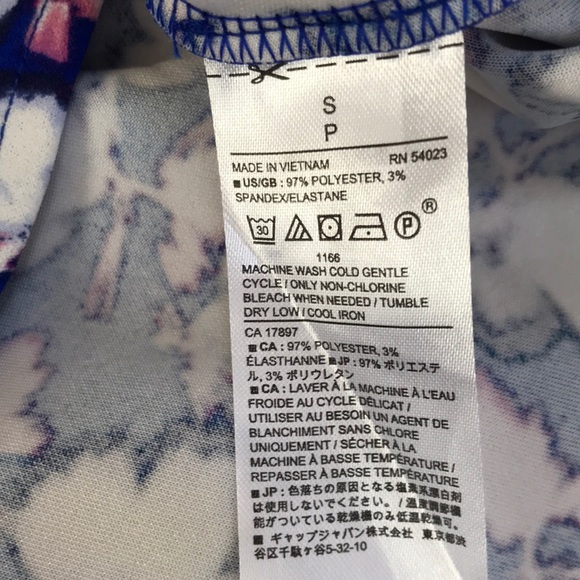 S
P
MADE IN VIETNAM RN 54023
■ US/GB : 97% POLYESTER, 3%
SPANDEX/ELASTANE
30 P ®
1166
MACHINE WASH COLD GENTLE
CYCLE / ONLY NON-CHLORINE
BLEACH WHEN NEEDED / TUMBLE
DRY LOW / COOL IRON
CA 17897
■ CA : 97% POLYESTER, 3%
ÉLASTHANNE ■ JP : 97% ポリエステ
ル, 3% ポリウレタン
■ CA : LAVER À LA MACHINE À L'EAU
FROIDE AU CYCLE DÉLICAT /
UTILISER AU BESOIN UN AGENT DE
BLANCHIMENT SANS CHLORE
UNIQUEMENT / SÉCHER À LA
MACHINE À BASSE TEMPÉRATURE /
REPASSER À BASSE TEMPÉRATURE
■ JP : 色落ちの原因となる塩素系漂白剤
は使用しないでください。 / 温度調節機
能がついている乾燥機のみ低温乾燥可。
■ ギャップジャパン株式会社 東京都渋
谷区千駄ヶ谷5-32-10